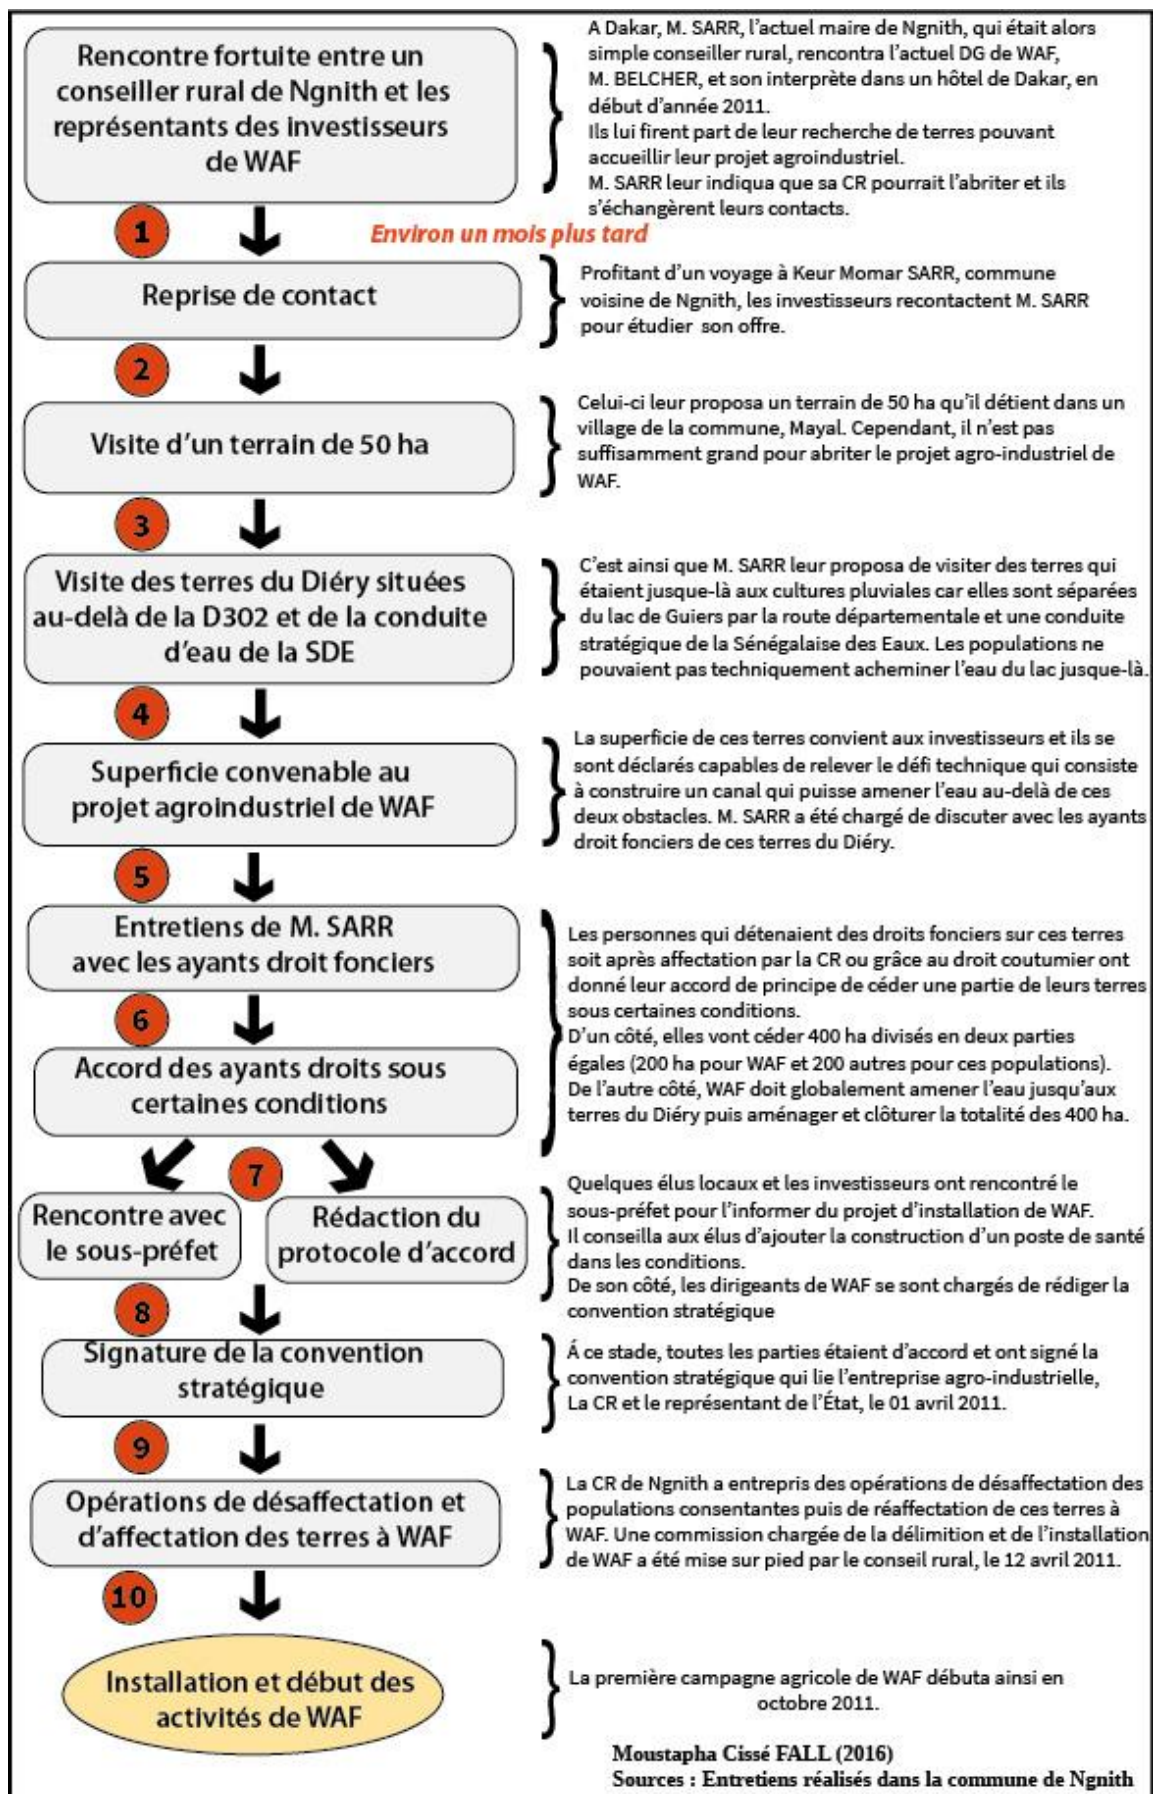 Rencontre fortuite entre un
conseiller rural de Ngnith et les
représentants des investisseurs
de WAF
A Dakar, M. SARR, l'actuel maire de Ngnith, qui était alors
simple conseiller rural, rencontra l'actuel DG de WAF,
M. BELCHER, et son interprète dans un hôtel de Dakar, en
début d'année 2011.
Ils lui firent part de leur recherche de terres pouvant
accueillir leur projet agroindustriel.
M. SARR leur indiqua que sa CR pourrait l'abriter et ils
s'échangèrent leurs contacts.
1
Environ un mois plus tard
Reprise de contact
Profitant d'un voyage à Keur Momar SARR, commune
voisine de Ngnith, les investisseurs recontactent M. SARR
pour étudier son offre.
2
Visite d'un terrain de 50 ha
Celui-ci leur proposa un terrain de 50 ha qu'il détient dans un
village de la commune, Mayal. Cependant, il n'est pas
suffisamment grand pour abriter le projet agro-industriel de
WAF.
3
Visite des terres du Diéry situées
au-delà de la D302 et de la conduite
d'eau de la SDE
C'est ainsi que M. SARR leur proposa de visiter des terres qui
étaient jusque-là aux cultures pluviales car elles sont séparées
du lac de Guiers par la route départementale et une conduite
stratégique de la Sénégalaise des Eaux. Les populations ne
pouvaient pas techniquement acheminer l'eau du lac jusque-là.
4
Superficie convenable au
projet agroindustriel de WAF
La superficie de ces terres convient aux investisseurs et ils se
sont déclarés capables de relever le défi technique qui consiste
à construire un canal qui puisse amener l'eau au-delà de ces
deux obstacles. M. SARR a été chargé de discuter avec les ayants
droit fonciers de ces terres du Diéry.
5
Entretiens de M. SARR
avec les ayants droit fonciers
6
Accord des ayants droits sous
certaines conditions
Les personnes qui détenaient des droits fonciers sur ces terres
soit après affectation par la CR ou grâce au droit coutumier ont
donné leur accord de principe de céder une partie de leurs terres
sous certaines conditions.
D'un côté, elles vont céder 400 ha divisés en deux parties
égales (200 ha pour WAF et 200 autres pour ces populations).
De l'autre côté, WAF doit globalement amener l'eau jusqu'aux
terres du Diéry puis aménager et clôturer la totalité des 400 ha.
7
Rencontre avec
le sous-préfet
Rédaction du
protocole d'accord
Quelques élus locaux et les investisseurs ont rencontré le
sous-préfet pour l'informer du projet d'installation de WAF.
Il conseilla aux élus d'ajouter la construction d'un poste de santé
dans les conditions.
De son côté, les dirigeants de WAF se sont chargés de rédiger la
convention stratégique
8
Signature de la convention
stratégique
Á ce stade, toutes les parties étaient d'accord et ont signé la
convention stratégique qui lie l'entreprise agro-industrielle,
La CR et le représentant de l'État, le 01 avril 2011.
9
Opérations de désaffectation et
d'affectation des terres à WAF
La CR de Ngnith a entrepris des opérations de désaffectation des
populations consentantes puis de réaffectation de ces terres à
WAF. Une commission chargée de la délimition et de l'installation
de WAF a été mise sur pied par le conseil rural, le 12 avril 2011.
10
Installation et début des
activités de WAF
La première campagne agricole de WAF débuta ainsi en
octobre 2011.
Moustapha Cissé FALL (2016)
Sources : Entretiens réalisés dans la commune de Ngnith